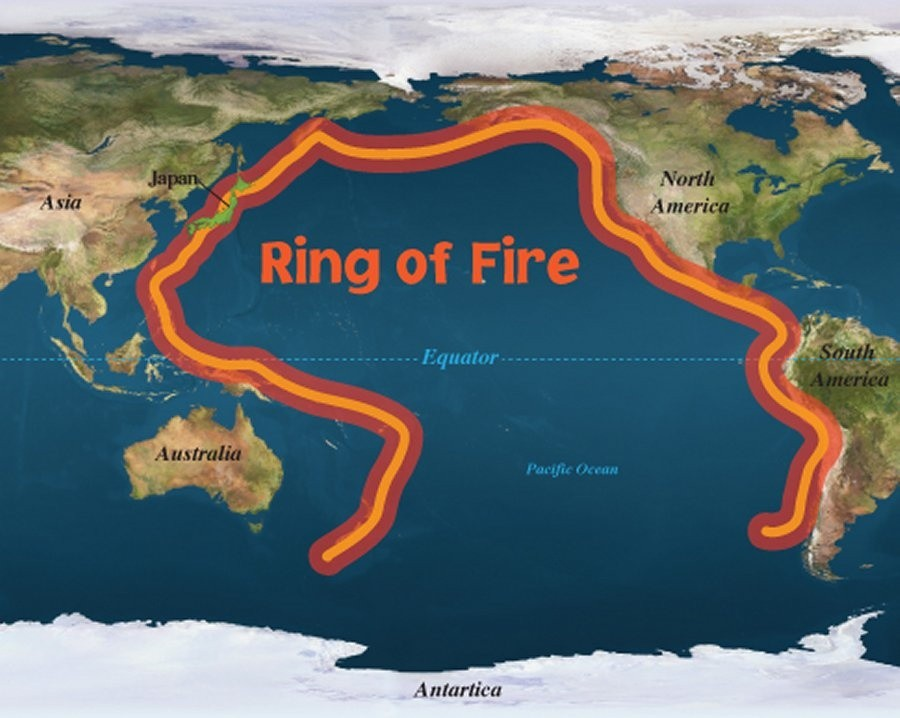 Japan
Asia
North
America
Ring of Fire
Equator
South
America
Australia
Pacific Ocean
Antartica